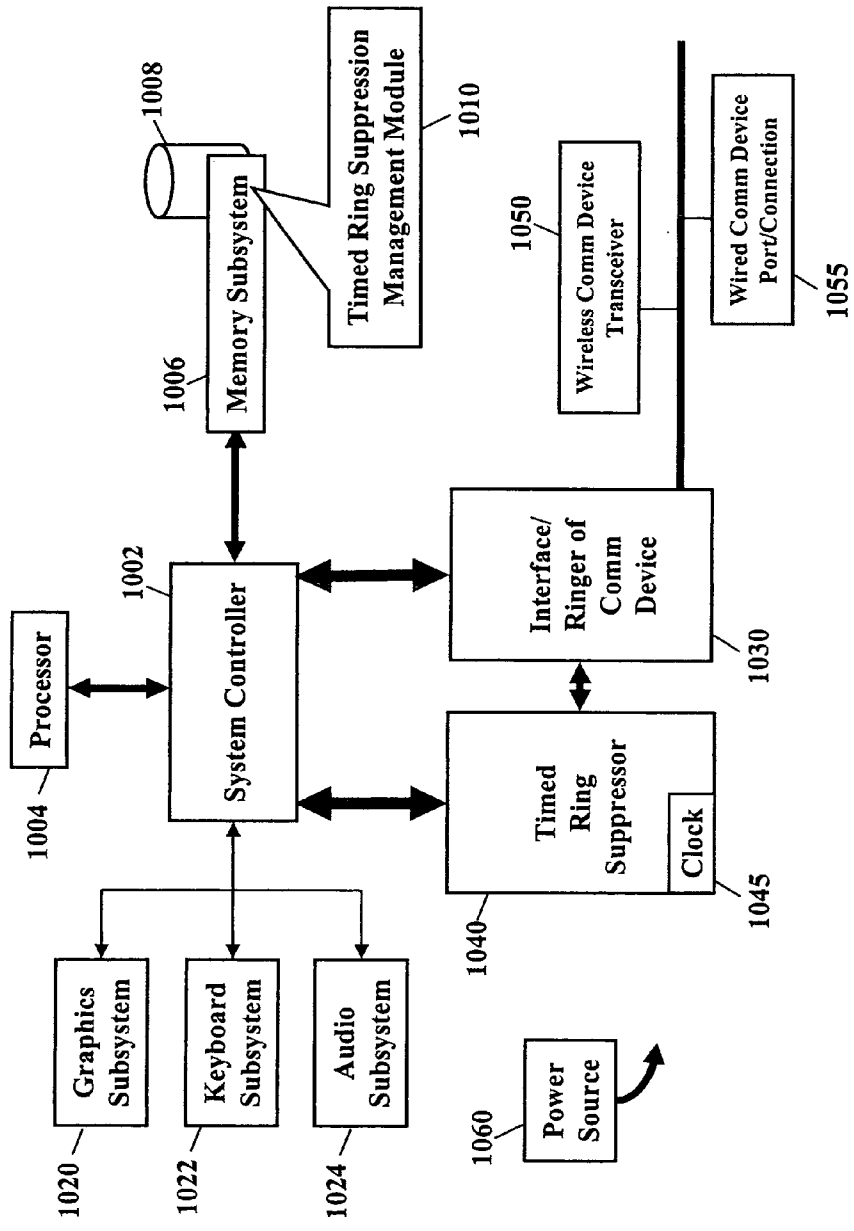 1004
Processor
1002
System Controller
1006
Memory Subsystem
1008
Timed Ring Suppression
Management Module
1010
1020
Graphics
Subsystem
1022
Keyboard
Subsystem
1024
Audio
Subsystem
1040
Timed
Ring
Suppressor
Clock
1045
Interface/
Ringer of
Comm
Device
1030
1050
Wireless Comm Device
Transceiver
Wired Comm Device
Port/Connection
1055
1060
Power
Source